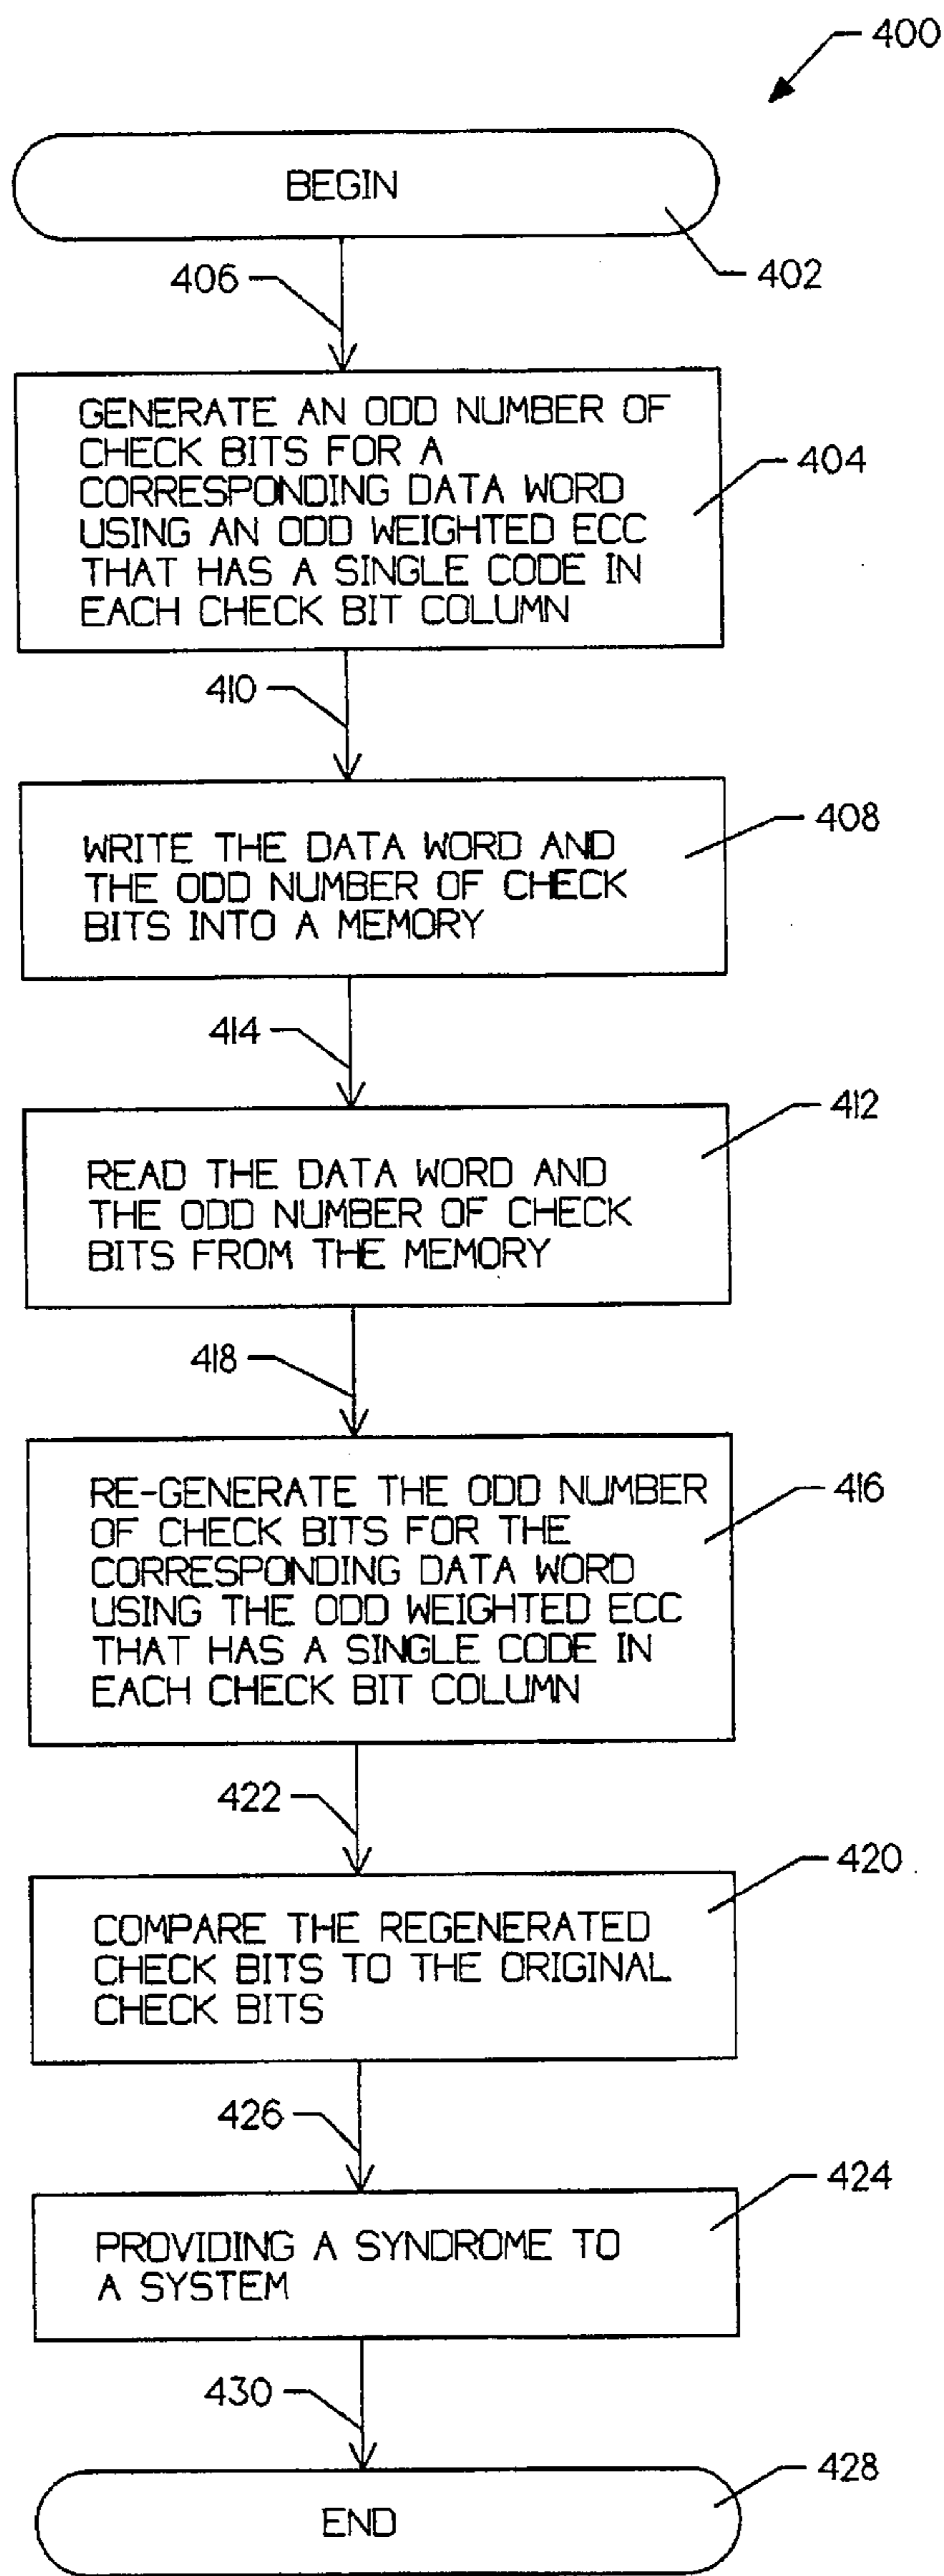 400
BEGIN
402
406
GENERATE AN ODD NUMBER OF
CHECK BITS FOR A
CORRESPONDING DATA WORD
USING AN ODD WEIGHTED ECC
THAT HAS A SINGLE CODE IN
EACH CHECK BIT COLUMN
404
410
WRITE THE DATA WORD AND
THE ODD NUMBER OF CHECK
BITS INTO A MEMORY
408
414
READ THE DATA WORD AND
THE ODD NUMBER OF CHECK
BITS FROM THE MEMORY
412
418
RE-GENERATE THE ODD NUMBER
OF CHECK BITS FOR THE
CORRESPONDING DATA WORD
USING THE ODD WEIGHTED ECC
THAT HAS A SINGLE CODE IN
EACH CHECK BIT COLUMN
416
422
COMPARE THE REGENERATED
CHECK BITS TO THE ORIGINAL
CHECK BITS
420
426
PROVIDING A SYNDROME TO
A SYSTEM
424
430
END
428